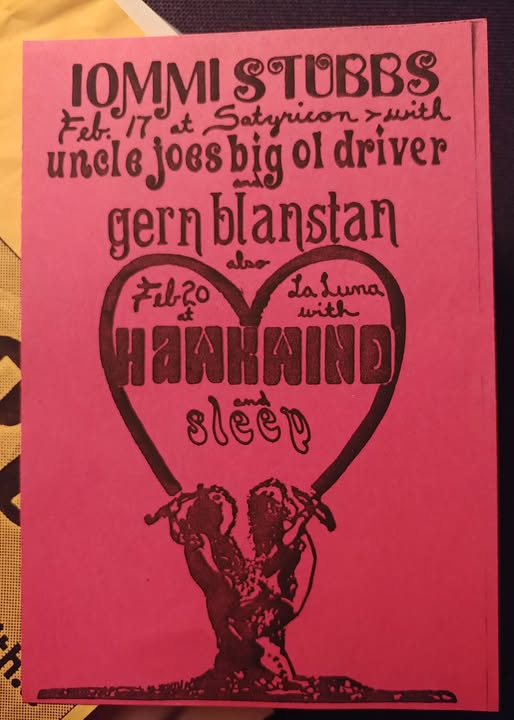 IOMMI STUBBS
Feb. 17 at Satyricon > with
uncle joes big ol driver
and
gern blanstan
also
Feb 20 La Luna
at with
HAWKWIND
and
sleep
th.